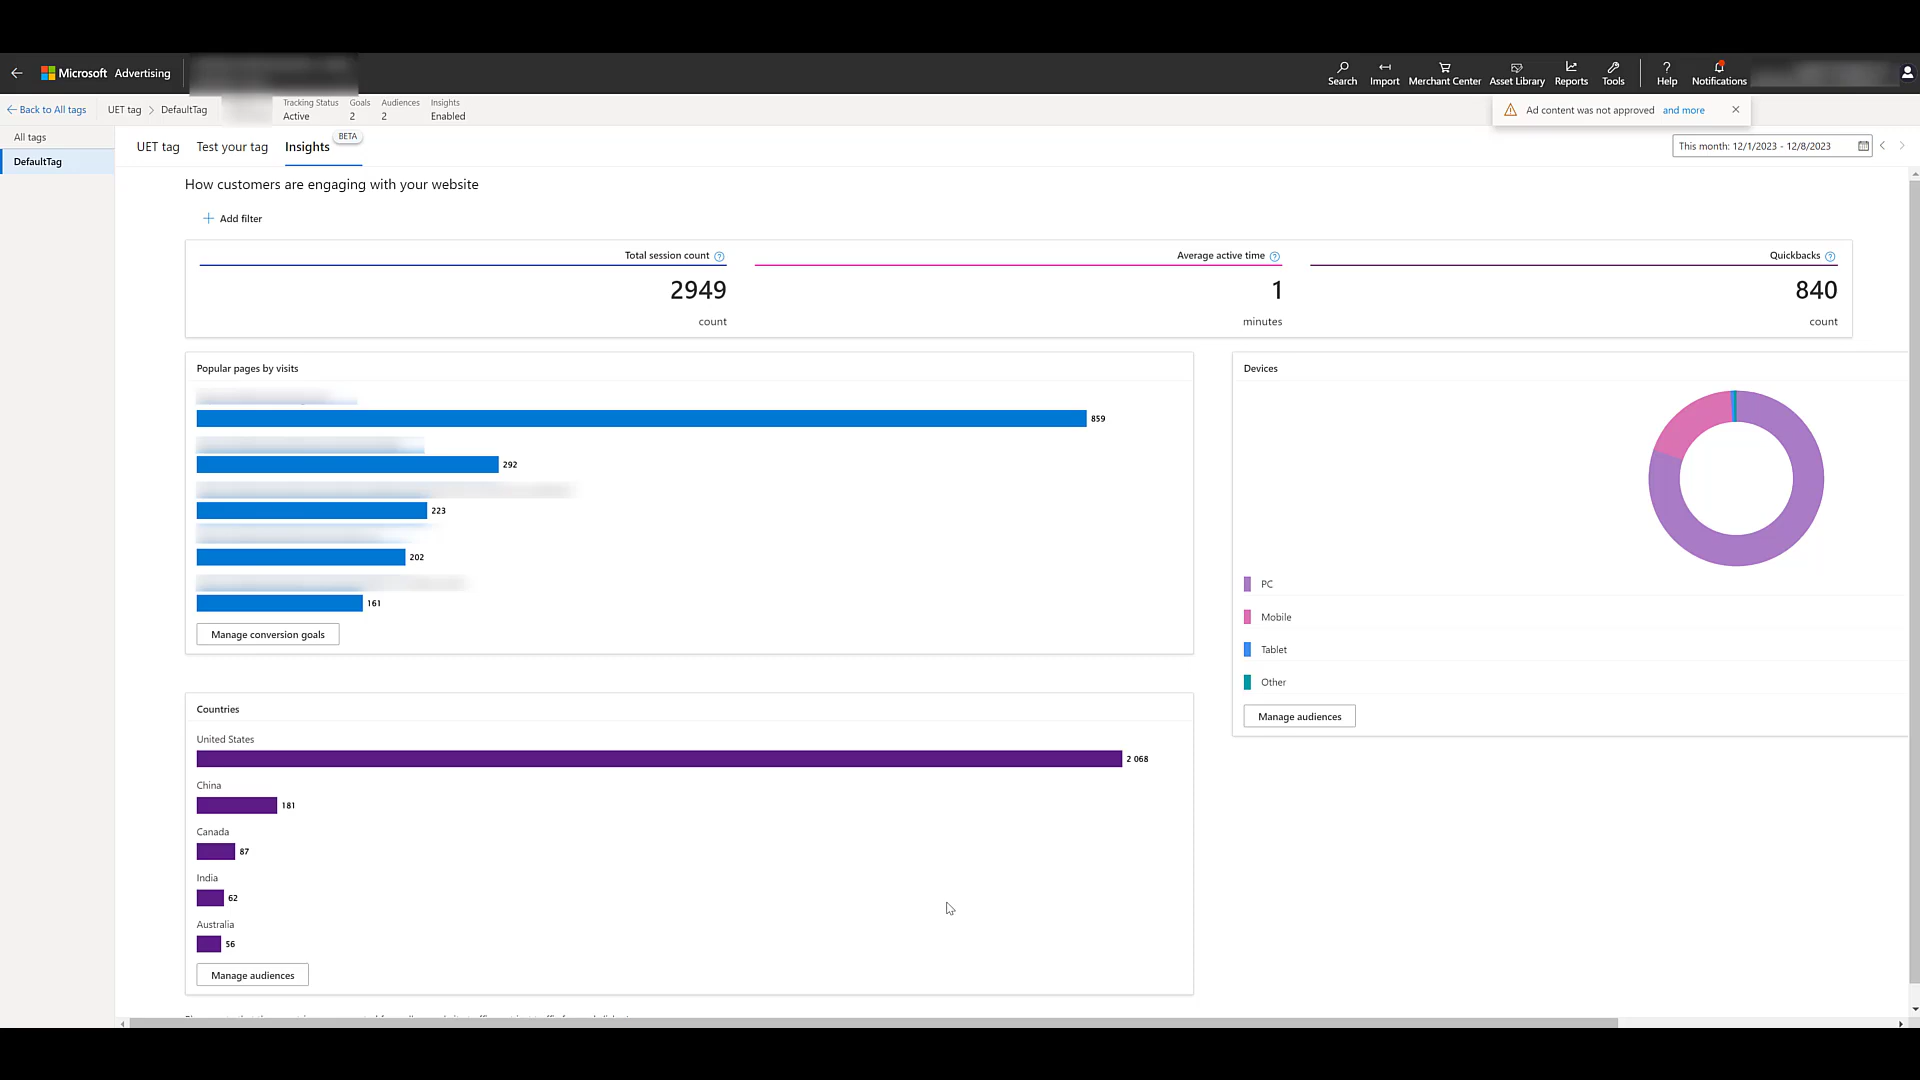 Microsoft Advertising
Search Import Merchant Center Asset Library Reports Tools ? Help Notifications
Back to All tags UET tag > DefaultTag
Tracking Status Goals Audiences Insights
Active 2 2 Enabled
Ad content was not approved and more
All tags
DefaultTag
UET tag Test your tag Insights BETA
This month: 12/1/2023 - 12/8/2023
How customers are engaging with your website
+ Add filter
Total session count ?
2949
count
Average active time ?
1
minutes
Quickbacks ?
840
count
Popular pages by visits
859
292
223
202
161
Manage conversion goals
Devices
PC
Mobile
Tablet
Other
Manage audiences
Countries
United States
2 068
China
181
Canada
87
India
62
Australia
56
Manage audiences